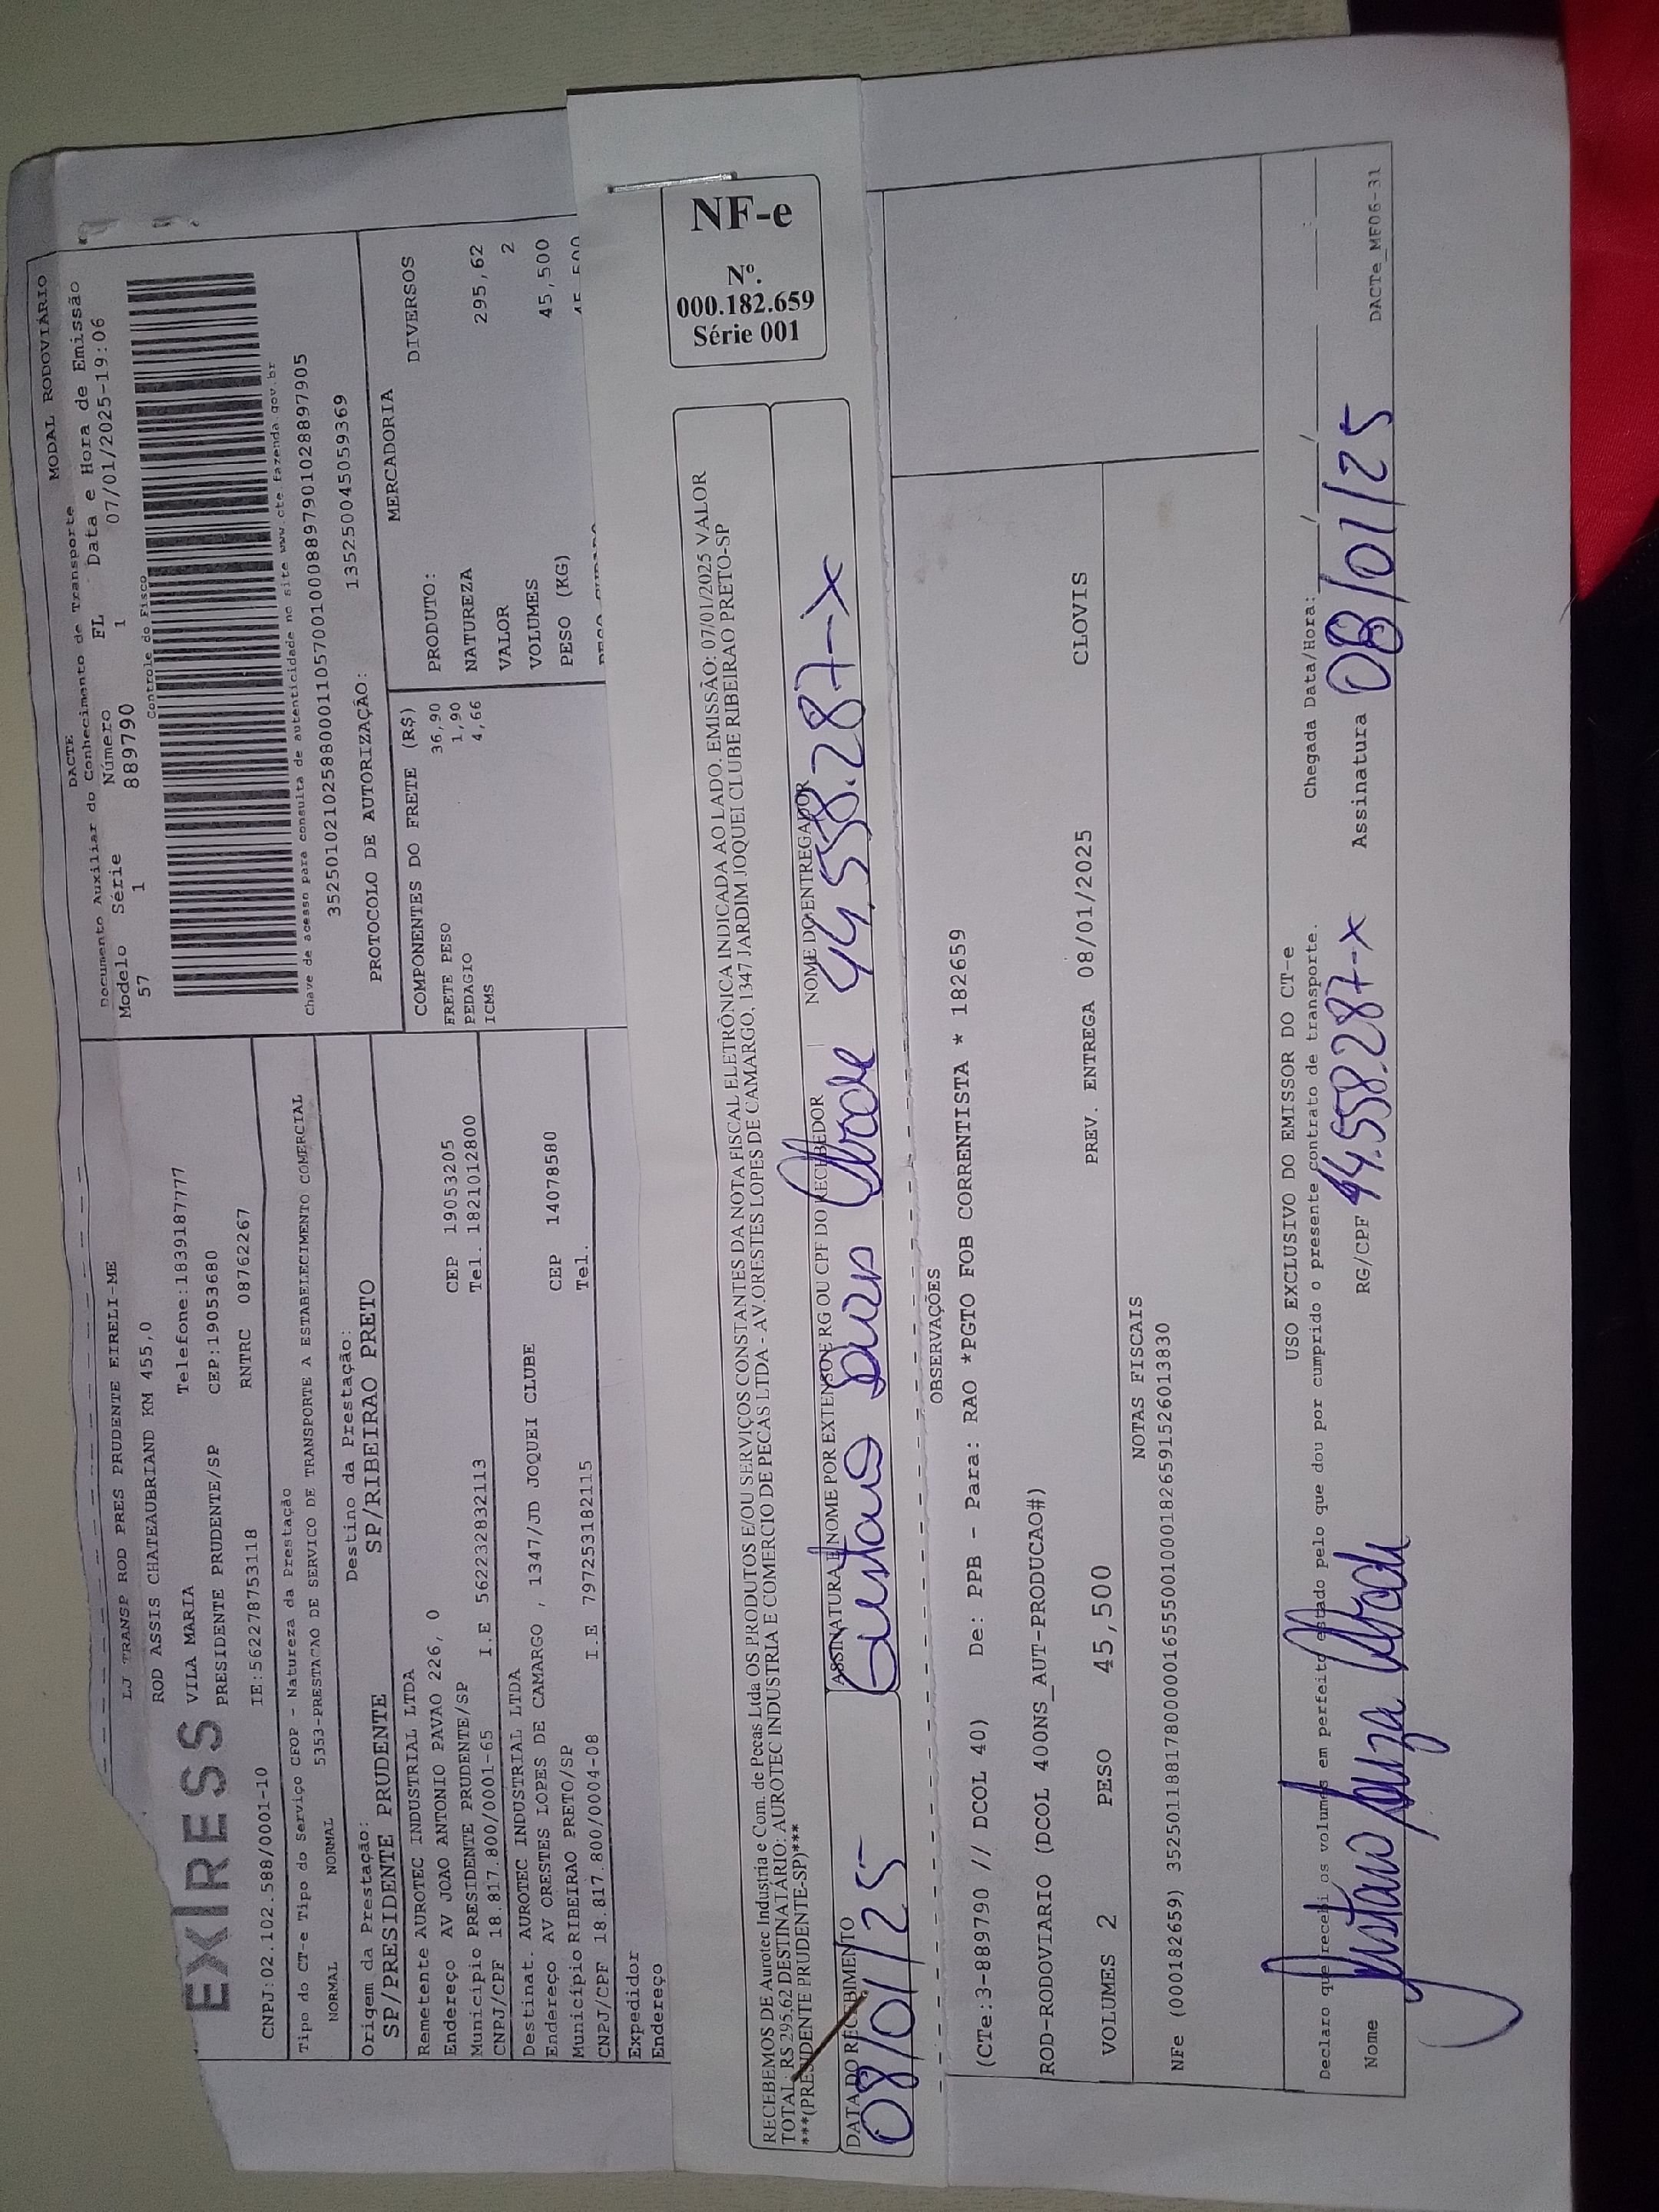 EXPRESS
LJ TRANSP ROD PRES PRUDENTE EIRELI-ME
ROD ASSIS CHATEAUBRIAND KM 455,0
VILA MARIA Telefone:1839187777
PRESIDENTE PRUDENTE/SP CEP:19053680
CNPJ:02.102.588/0001-10 IE:562278753118 RNTRC 08762267
Tipo do CT-e Tipo do Serviço CFOP - Natureza da Prestação
NORMAL NORMAL 5353-PRESTACAO DE SERVICO DE TRANSPORTE A ESTABELECIMENTO COMERCIAL
Origem da Prestação: Destino da Prestação:
SP/PRESIDENTE PRUDENTE SP/RIBEIRAO PRETO
Remetente AUROTEC INDUSTRIAL LTDA
Endereço AV JOAO ANTONIO PAVAO 226, 0 CEP 19053205
Município PRESIDENTE PRUDENTE/SP Tel. 182101 2800
CNPJ/CPF 18.817.800/0001-65 I.E 562232832113
Destinat. AUROTEC INDUSTRIAL LTDA
Endereço AV ORESTES LOPES DE CAMARGO , 1347/JD JOQUEI CLUBE
Município RIBEIRAO PRETO/SP CEP 14078580
CNPJ/CPF 18.817.800/0004-08 I.E 797253182115 Tel.
Expedidor
Endereço
DACTE MODAL RODOVIÁRIO
Documento Auxiliar do Conhecimento de Transporte
Modelo Série Número FL Data e Hora de Emissão
57 1 889790 1 07/01/2025-19:06
Controle do Fisco
Chave de acesso para consulta de autenticidade no site www.cte.fazenda.gov.br
35250102102588000110570010008897901028897905
PROTOCOLO DE AUTORIZAÇÃO: 135250045059369
COMPONENTES DO FRETE (R$)
FRETE PESO 36,90
PEDAGIO 1,90
ICMS 4,66
MERCADORIA
PRODUTO: DIVERSOS
NATUREZA
VALOR 295,62
VOLUMES 2
PESO (KG) 45,500
RECEBEMOS DE Aurotec Industria e Com. de Pecas Ltda OS PRODUTOS E/OU SERVIÇOS CONSTANTES DA NOTA FISCAL ELETRÔNICA INDICADA AO LADO. EMISSÃO: 07/01/2025 VALOR
TOTAL: R$ 295,62 DESTINATÁRIO: AUROTEC INDUSTRIA E COMERCIO DE PECAS LTDA - AV.ORESTES LOPES DE CAMARGO, 1347 JARDIM JOQUEI CLUBE RIBEIRAO PRETO-SP
***(PRESIDENTE PRUDENTE-SP)***
DATA DO RECEBIMENTO ASSINATURA E NOME POR EXTENSO E RG OU CPF DO RECEBEDOR NOME DO ENTREGADOR
08/01/25 Gustavo 44.558.287-X
NF-e
Nº.
000.182.659
Série 001
OBSERVAÇÕES
(CTe:3-889790 // DCOL 40) De: PPB - Para: RAO *PGTO FOB CORRENTISTA * 182659
ROD-RODOVIARIO (DCOL 400NS_AUT-PRODUCAO#)
VOLUMES 2 PESO 45,500 PREV. ENTREGA 08/01/2025 CLOVIS
NOTAS FISCAIS
NFe (000182659) 35250118817800000165550010001826591526013830
USO EXCLUSIVO DO EMISSOR DO CT-e
Declaro que recebi os volumes em perfeito estado pelo que dou por cumprido o presente contrato de transporte. Chegada Data/Hora: / / :
Nome Gustavo Souza RG/CPF 44.558.287-X Assinatura 08/01/25
DACTe_MF06-31